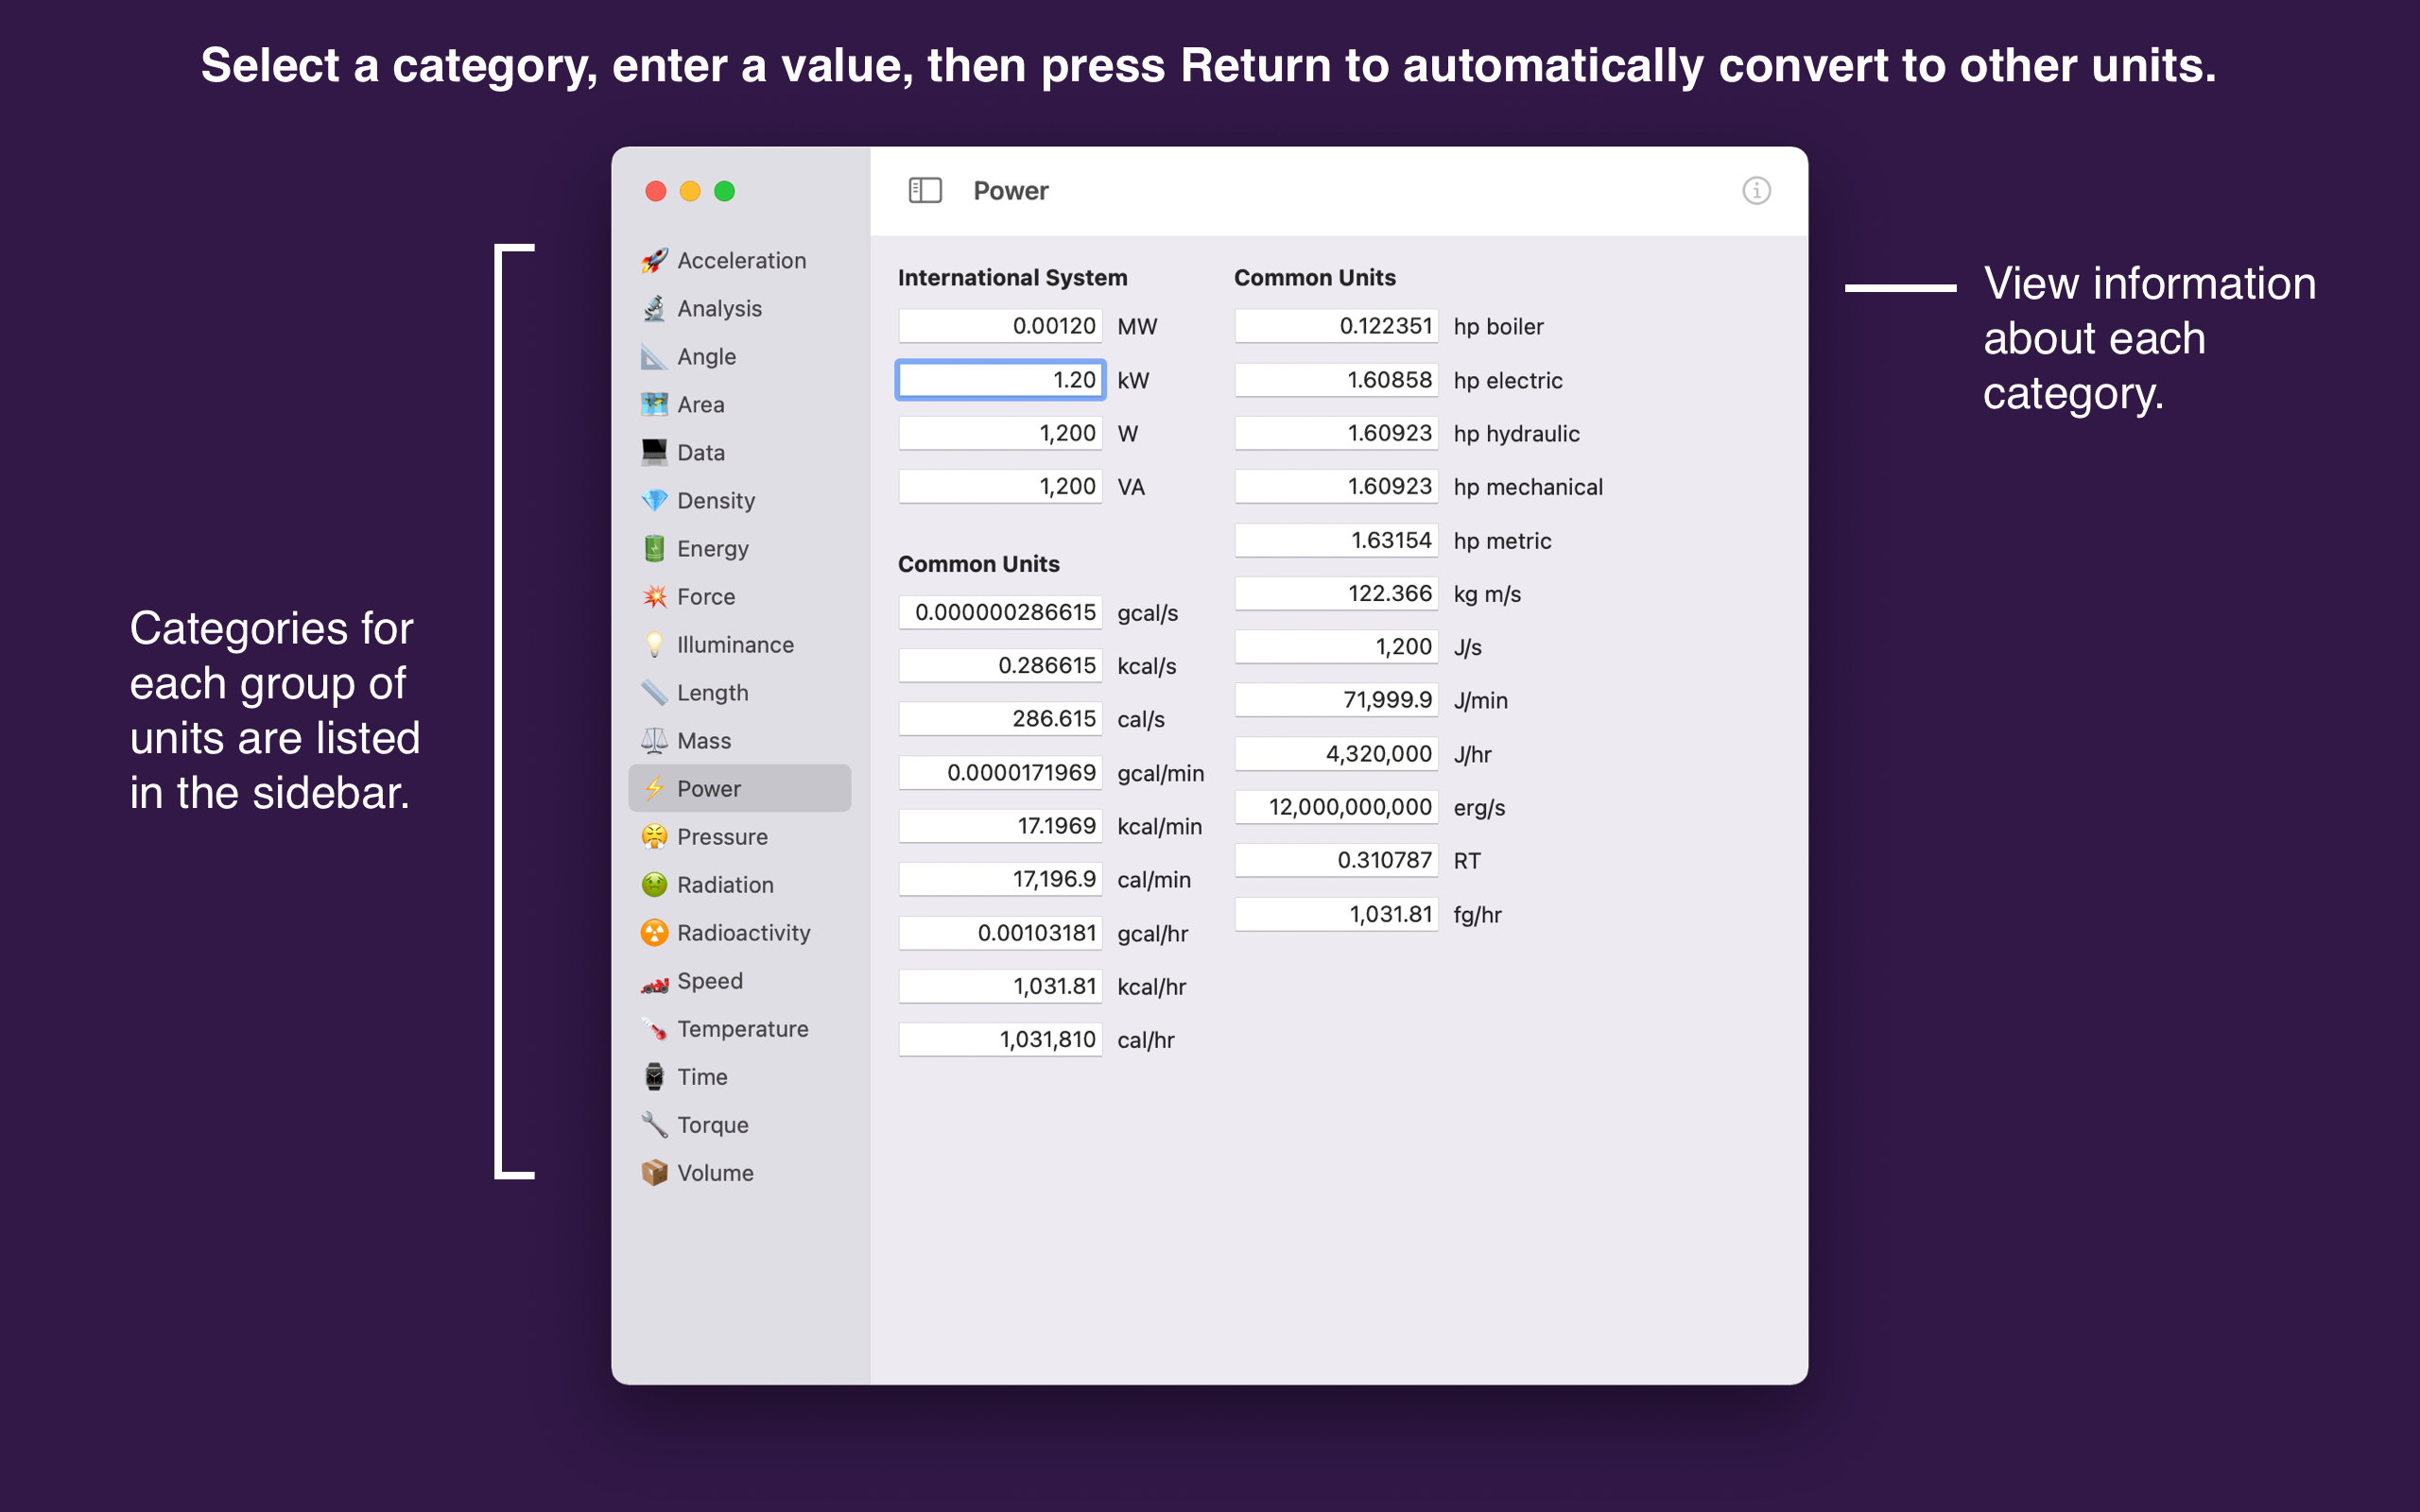 Select a category, enter a value, then press Return to automatically convert to other units.
Categories for
each group of
units are listed
in the sidebar.
Acceleration
Analysis
Angle
Area
Data
Density
Energy
Force
Illuminance
Length
Mass
Power
Pressure
Radiation
Radioactivity
Speed
Temperature
Time
Torque
Volume
Power
International System
0.00120 MW
1.20 kW
1,200 W
1,200 VA
Common Units
0.000000286615 gcal/s
0.286615 kcal/s
286.615 cal/s
0.0000171969 gcal/min
17.1969 kcal/min
17,196.9 cal/min
0.00103181 gcal/hr
1,031.81 kcal/hr
1,031,810 cal/hr
Common Units
0.122351 hp boiler
1.60858 hp electric
1.60923 hp hydraulic
1.60923 hp mechanical
1.63154 hp metric
122.366 kg m/s
1,200 J/s
71,999.9 J/min
4,320,000 J/hr
12,000,000,000 erg/s
0.310787 RT
1,031.81 fg/hr
View information
about each
category.